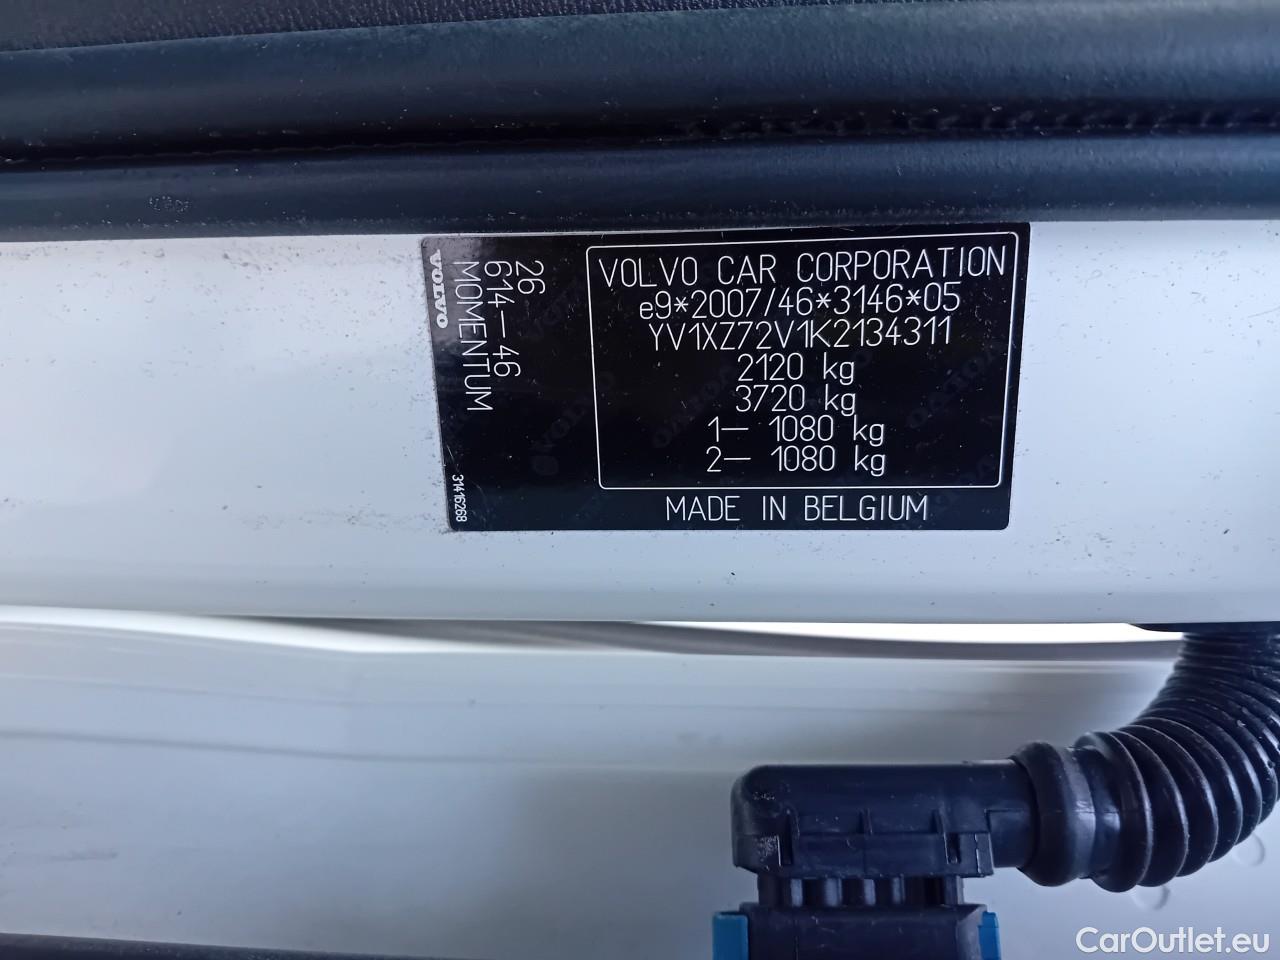 VOLVO CAR CORPORATION
e9*2007/46*3146*05
YV1XZ72V1K2134311
2120 kg
3720 kg
1– 1080 kg
2– 1080 kg
MADE IN BELGIUM
26
614–46
MOMENTUM
VOLVO
31416268
CarOutlet.eu